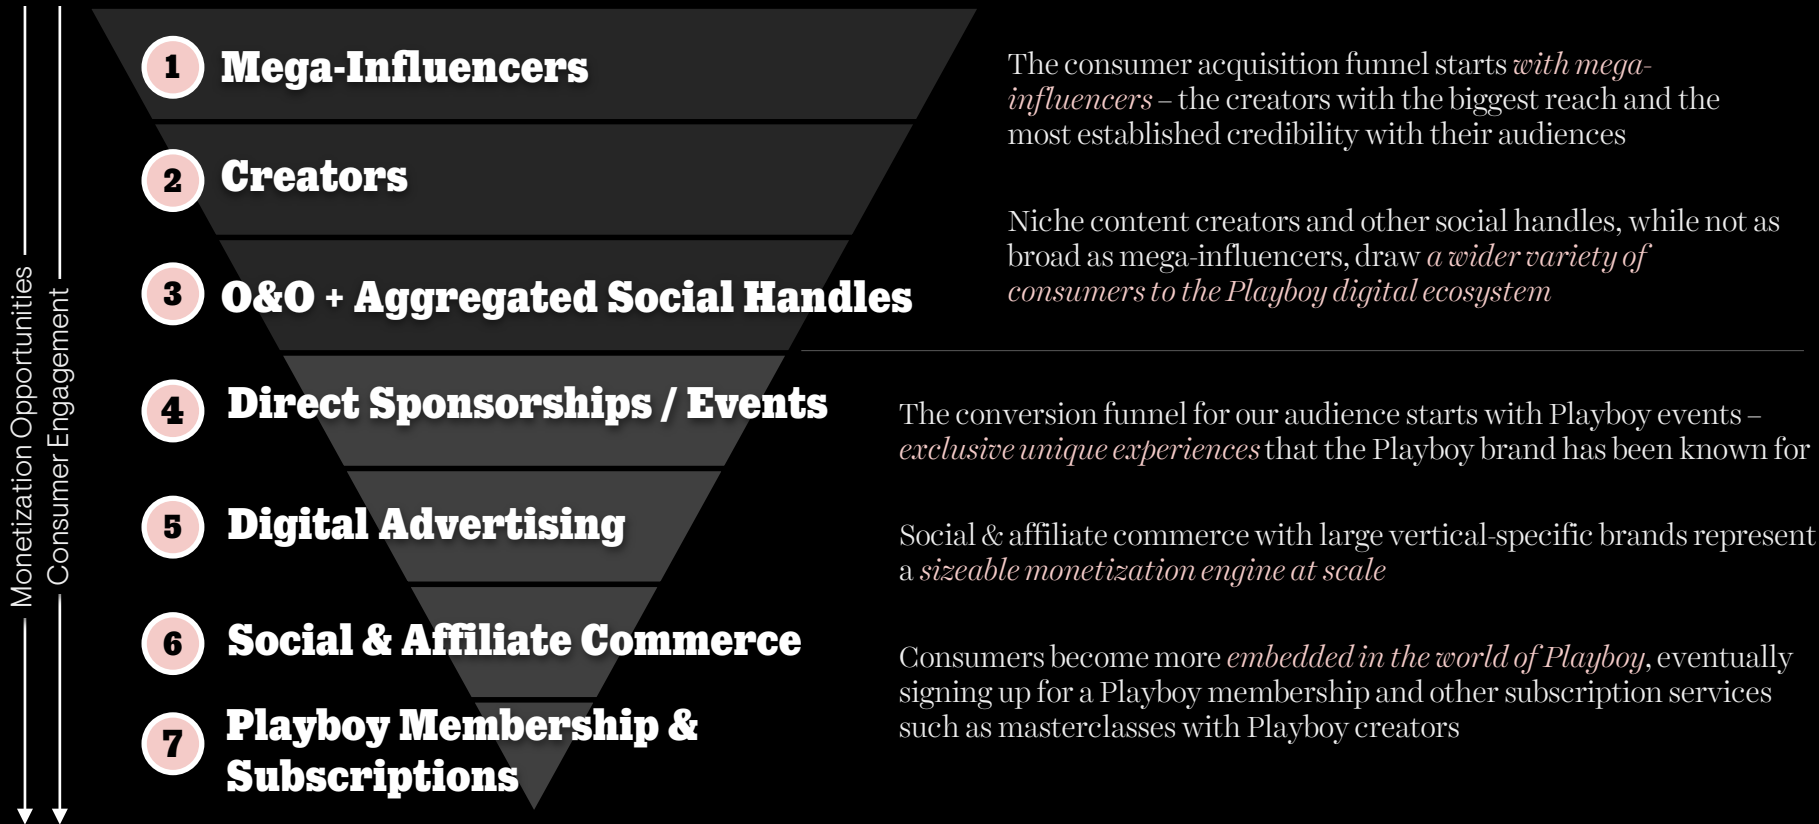 Monetization Opportunities
Consumer Engagement
1 Mega-Influencers
2 Creators
3 O&O + Aggregated Social Handles
4 Direct Sponsorships / Events
5 Digital Advertising
6 Social & Affiliate Commerce
7 Playboy Membership &
Subscriptions
The consumer acquisition funnel starts with mega-
influencers – the creators with the biggest reach and the
most established credibility with their audiences
Niche content creators and other social handles, while not as
broad as mega-influencers, draw a wider variety of
consumers to the Playboy digital ecosystem
The conversion funnel for our audience starts with Playboy events –
exclusive unique experiences that the Playboy brand has been known for
Social & affiliate commerce with large vertical-specific brands represent
a sizeable monetization engine at scale
Consumers become more embedded in the world of Playboy, eventually
signing up for a Playboy membership and other subscription services
such as masterclasses with Playboy creators